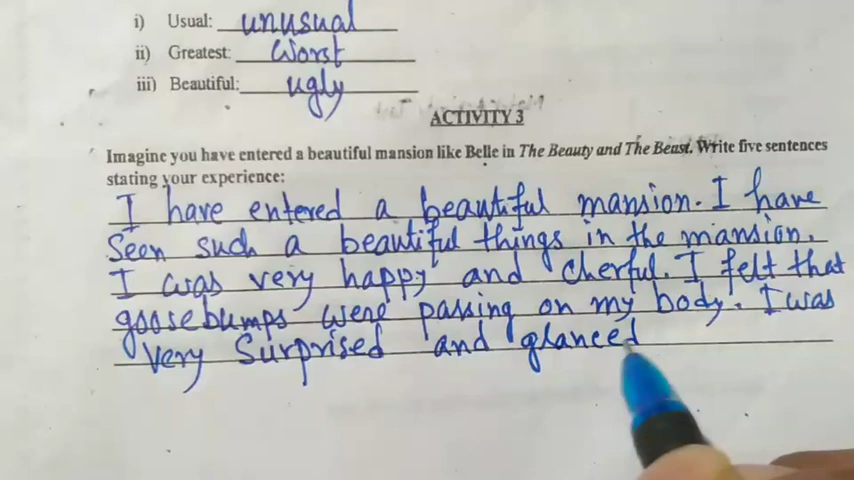 i) Usual: unusual
ii) Greatest: Worst
iii) Beautiful: ugly
ACTIVITY 3
Imagine you have entered a beautiful mansion like Belle in The Beauty and The Beast. Write five sentences
stating your experience:
I have entered a beautiful mansion. I have
Seen such a beautiful things in the mansion.
I was very happy and cherful. I felt that
goosebumps were passing on my body. I was
very Surprised and glanced